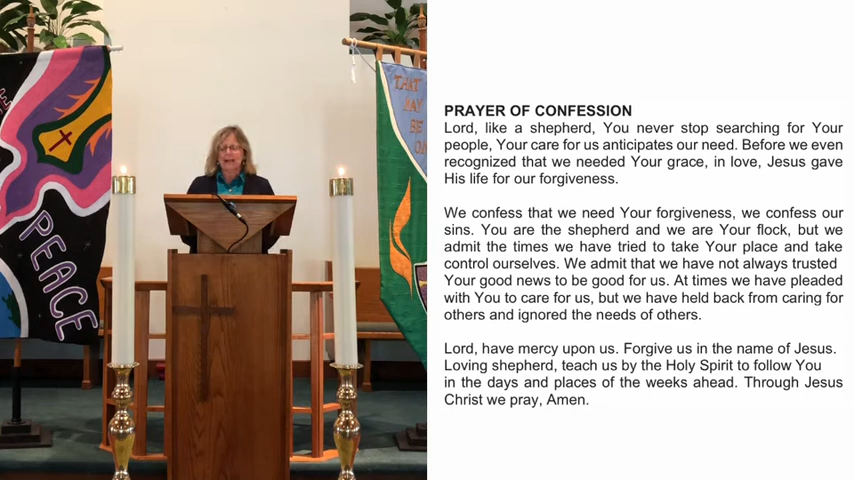 PEACE
PEACE
THAT
MAY
BE
PRAYER OF CONFESSION
Lord, like a shepherd, You never stop searching for Your
people, Your care for us anticipates our need. Before we even
recognized that we needed Your grace, in love, Jesus gave
His life for our forgiveness.
We confess that we need Your forgiveness, we confess our
sins. You are the shepherd and we are Your flock, but we
admit the times we have tried to take Your place and take
control ourselves. We admit that we have not always trusted
Your good news to be good for us. At times we have pleaded
with You to care for us, but we have held back from caring for
others and ignored the needs of others.
Lord, have mercy upon us. Forgive us in the name of Jesus.
Loving shepherd, teach us by the Holy Spirit to follow You
in the days and places of the weeks ahead. Through Jesus
Christ we pray, Amen.